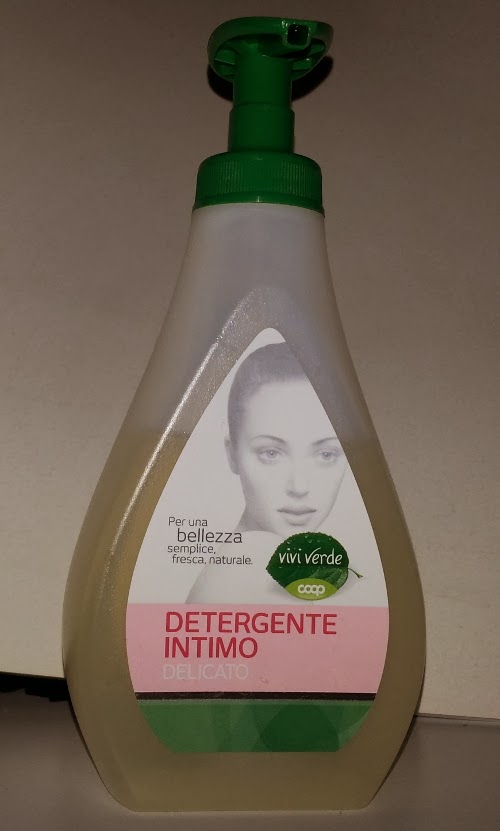 Per una
bellezza
semplice,
fresca, naturale.
vivi verde
coop
DETERGENTE
INTIMO
DELICATO